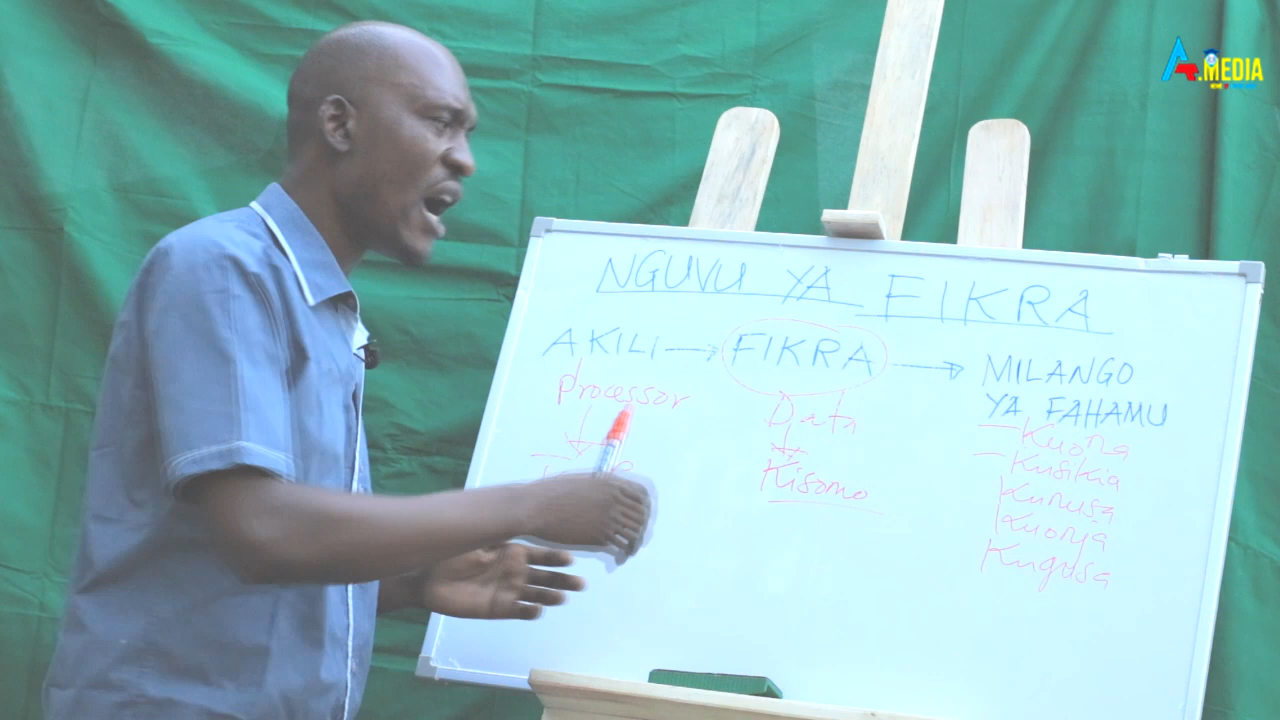 A.MEDIA
NGUVU YA FIKRA
AKILI → FIKRA → MILANGO
YA FAHAMU
Processor
Data
Kisomo
– Kuona
– Kusikia
Kunusa
Kuonja
Kugusa